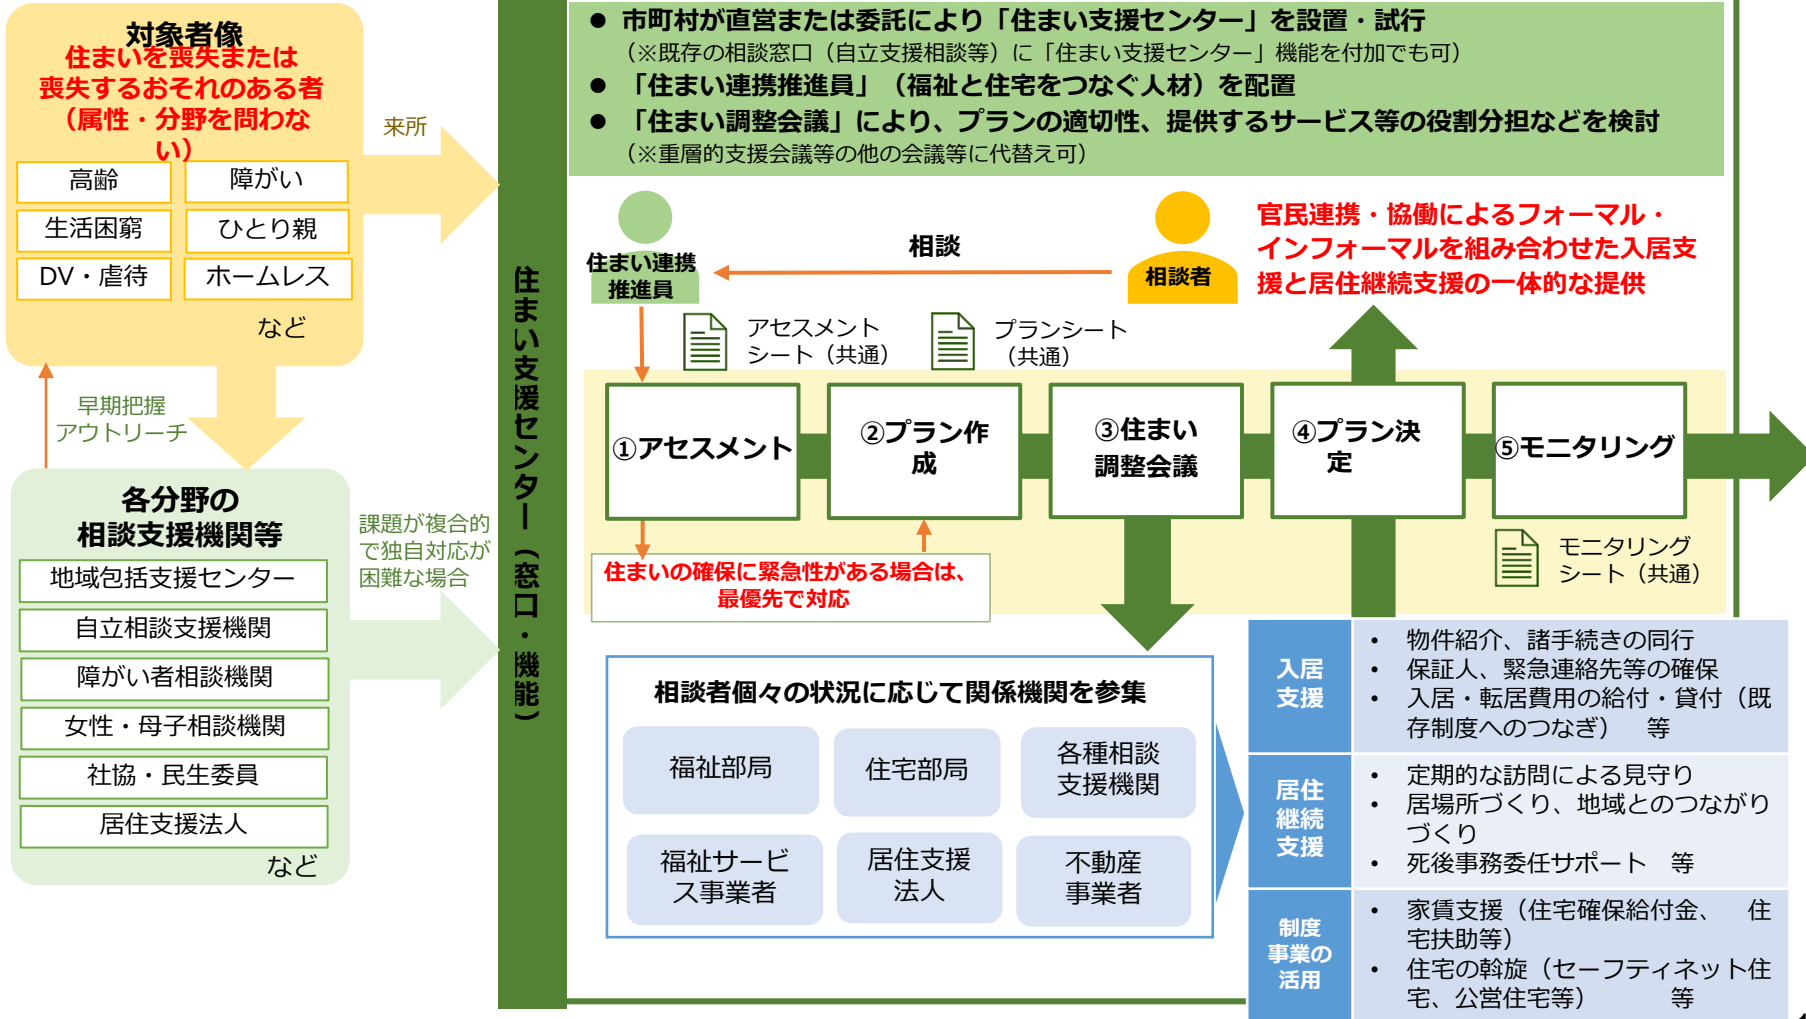 対象者像
住まいを喪失または
喪失するおそれのある者
（属性・分野を問わな
い）
高齢
障がい
生活困窮
ひとり親
DV・虐待
ホームレス
など
来所
早期把握
アウトリーチ
各分野の
相談支援機関等
地域包括支援センター
自立相談支援機関
障がい者相談機関
女性・母子相談機関
社協・民生委員
居住支援法人
など
課題が複合的
で独自対応が
困難な場合
住まい支援センター（窓口・機能）
● 市町村が直営または委託により「住まい支援センター」を設置・試行
（※既存の相談窓口（自立支援相談等）に「住まい支援センター」機能を付加でも可）
● 「住まい連携推進員」（福祉と住宅をつなぐ人材）を配置
● 「住まい調整会議」により、プランの適切性、提供するサービス等の役割分担などを検討
（※重層的支援会議等の他の会議等に代替え可）
住まい連携
推進員
相談
相談者
官民連携・協働によるフォーマル・
インフォーマルを組み合わせた入居支
援と居住継続支援の一体的な提供
アセスメント
シート（共通）
プランシート
（共通）
①アセスメント
②プラン作
成
③住まい
調整会議
④プラン決
定
⑤モニタリング
住まいの確保に緊急性がある場合は、
最優先で対応
モニタリング
シート（共通）
相談者個々の状況に応じて関係機関を参集
福祉部局
住宅部局
各種相談
支援機関
福祉サービ
ス事業者
居住支援
法人
不動産
事業者
入居
支援
• 物件紹介、諸手続きの同行
• 保証人、緊急連絡先等の確保
• 入居・転居費用の給付・貸付（既
存制度へのつなぎ）　等
居住
継続
支援
• 定期的な訪問による見守り
• 居場所づくり、地域とのつながり
づくり
• 死後事務委任サポート　等
制度
事業の
活用
• 家賃支援（住宅確保給付金、　住
宅扶助等）
• 住宅の斡旋（セーフティネット住
宅、公営住宅等）　　　等